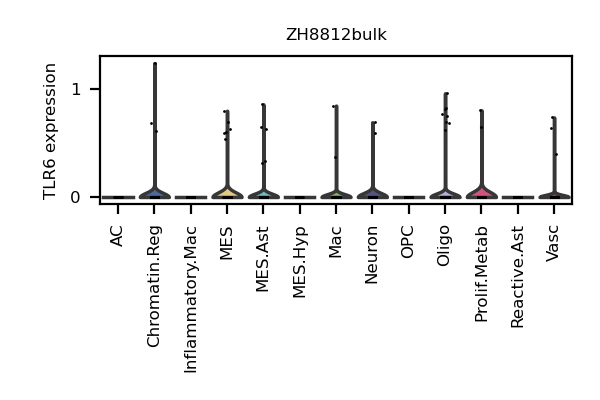 ZH8812bulk
TLR6 expression
1
0
AC
Chromatin.Reg
Inflammatory.Mac
MES
MES.Ast
MES.Hyp
Mac
Neuron
OPC
Oligo
Prolif.Metab
Reactive.Ast
Vasc